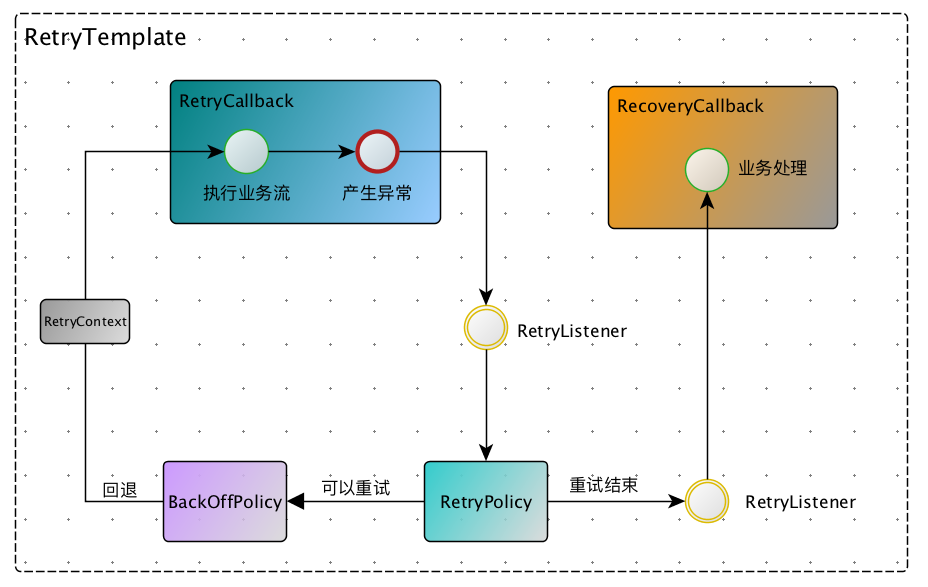 RetryTemplate
RetryCallback
执行业务流
产生异常
RecoveryCallback
业务处理
RetryContext
RetryListener
回退
BackOffPolicy
可以重试
RetryPolicy
重试结束
RetryListener